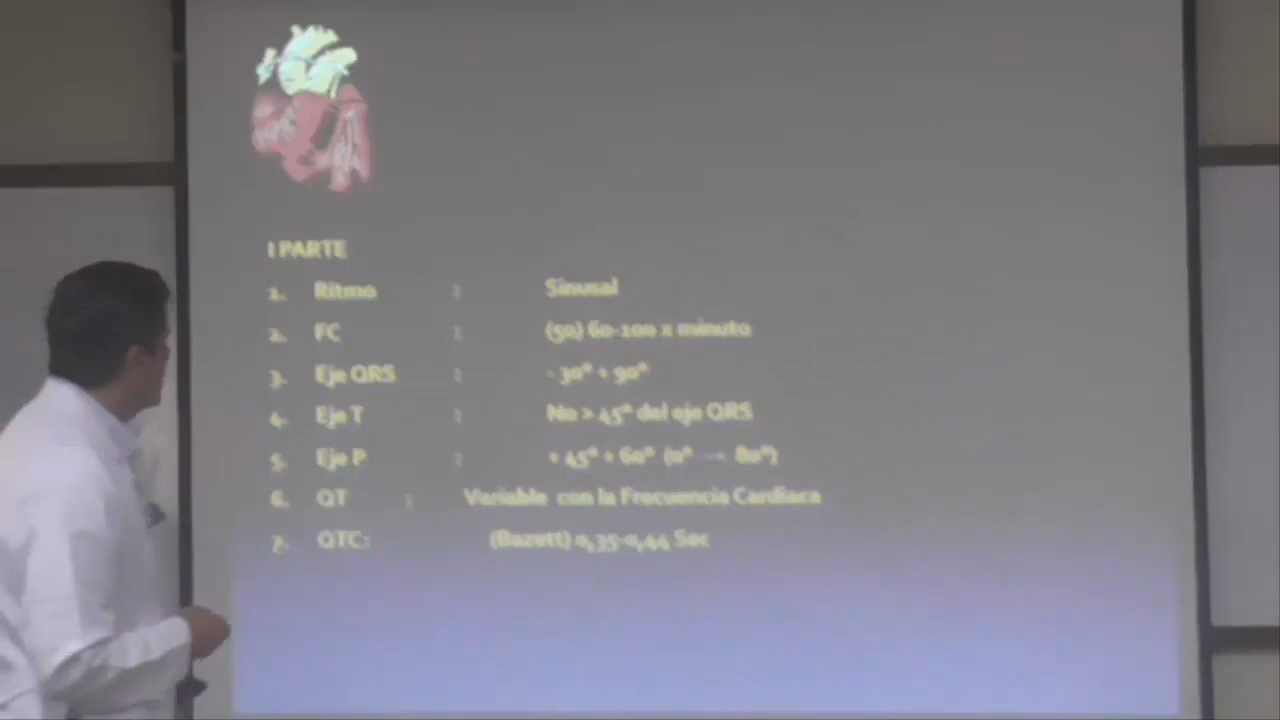 I PARTE
1. Ritmo : Sinusal
2. FC : (50) 60-100 x minuto
3. Eje QRS : - 30° + 90°
4. Eje T : No > 45° del eje QRS
5. Eje P : + 45° + 60° (0° → 80°)
6. QT : Variable con la Frecuencia Cardiaca
7. QTC: (Bazett) 0,35-0,44 Sec